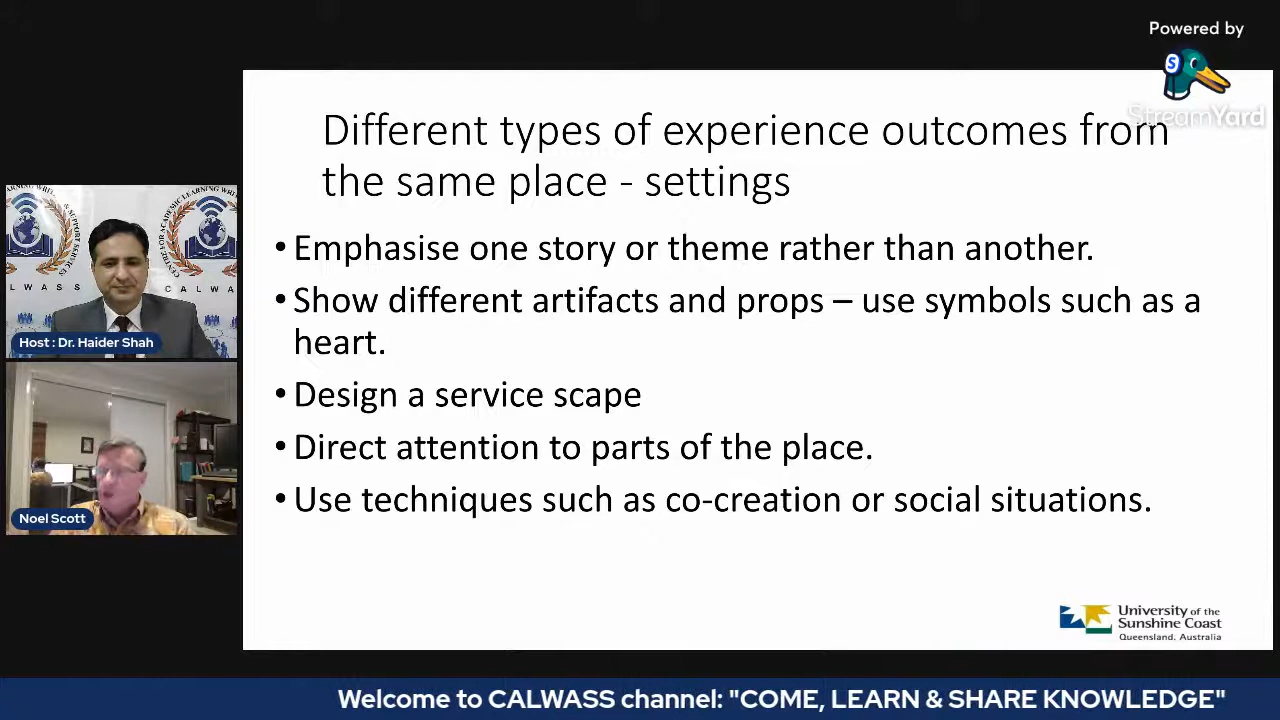 Powered by
StreamYard
Different types of experience outcomes from
the same place - settings
• Emphasise one story or theme rather than another.
• Show different artifacts and props – use symbols such as a
heart.
• Design a service scape
• Direct attention to parts of the place.
• Use techniques such as co-creation or social situations.
CALWASS
CALWA
Host : Dr. Haider Shah
Noel Scott
University of the
Sunshine Coast
Queensland, Australia
Welcome to CALWASS channel: "COME, LEARN & SHARE KNOWLEDGE"